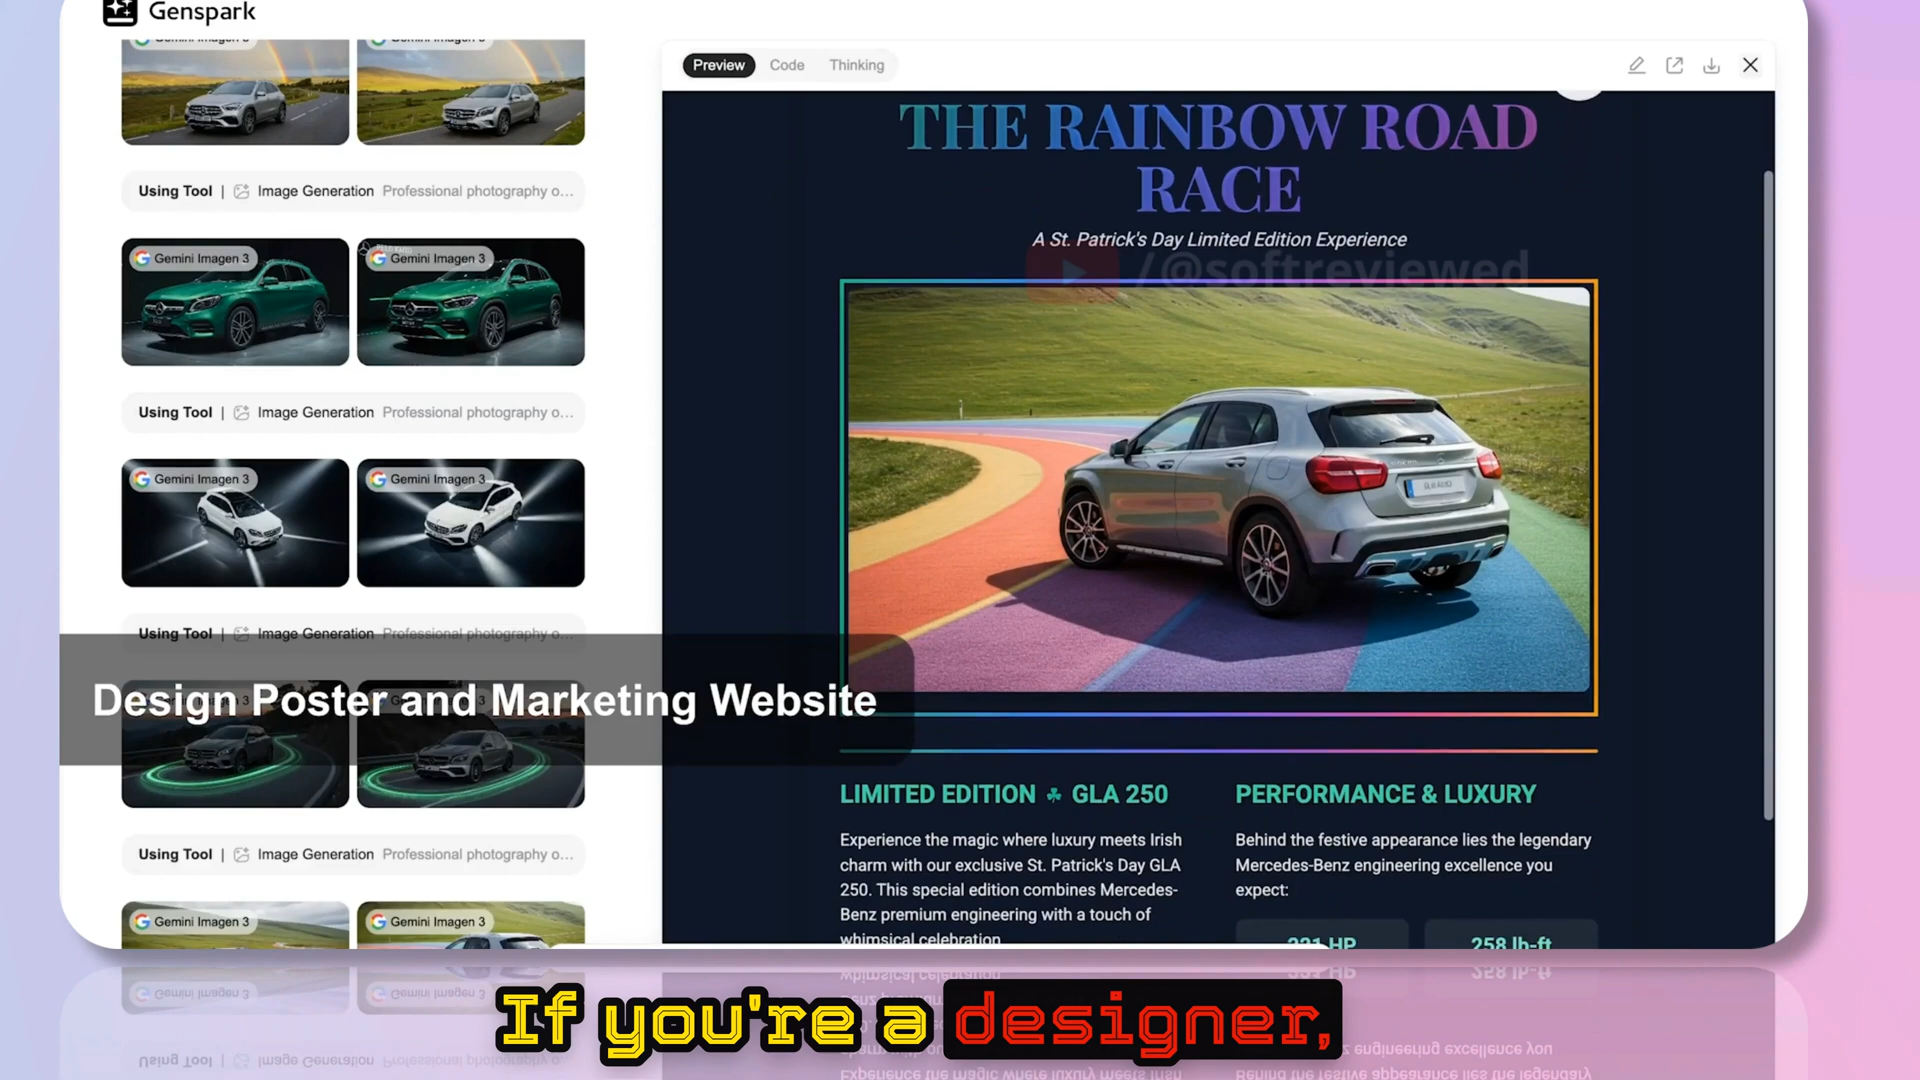 Genspark
Using Tool | Image Generation Professional photography o...
Gemini Imagen 3 Gemini Imagen 3
Using Tool | Image Generation Professional photography o...
Gemini Imagen 3 Gemini Imagen 3
Using Tool | Image Generation Professional photography o...
Design Poster and Marketing Website
Using Tool | Image Generation Professional photography o...
Gemini Imagen 3 Gemini Imagen 3
Preview Code Thinking
THE RAINBOW ROAD
RACE
A St. Patrick's Day Limited Edition Experience
/@softreviewed
LIMITED EDITION ☘ GLA 250
Experience the magic where luxury meets Irish
charm with our exclusive St. Patrick's Day GLA
250. This special edition combines Mercedes-
Benz premium engineering with a touch of
whimsical celebration
PERFORMANCE & LUXURY
Behind the festive appearance lies the legendary
Mercedes-Benz engineering excellence you
expect:
221 HP 258 lb-ft
If you're a designer,